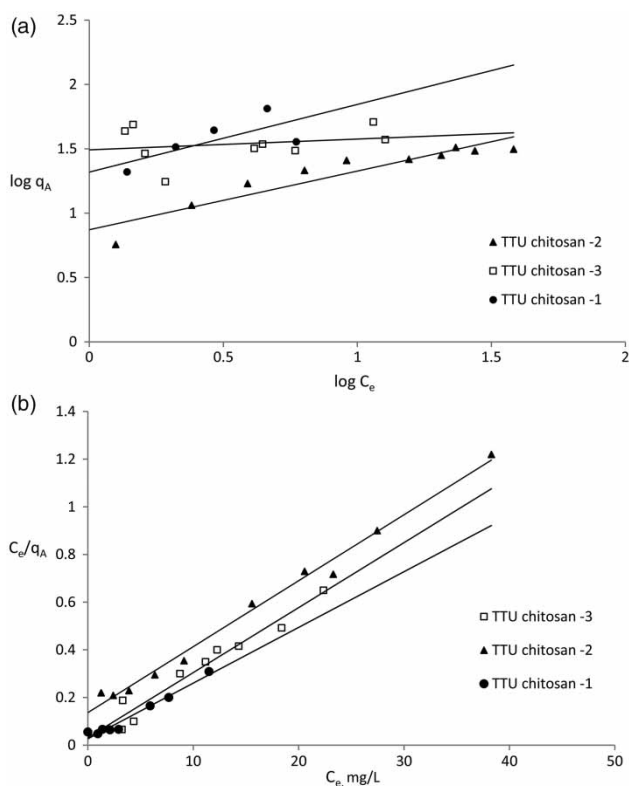 (a)
2.5
2
1.5
log qA
1
0.5
0
0 0.5 1 1.5 2
log Ce
TTU chitosan -2
TTU chitosan -3
TTU chitosan -1
(b)
1.4
1.2
1
Ce/qA
0.8
0.6
0.4
0.2
0
0 10 20 30 40 50
Ce, mg/L
TTU chitosan -3
TTU chitosan -2
TTU chitosan -1